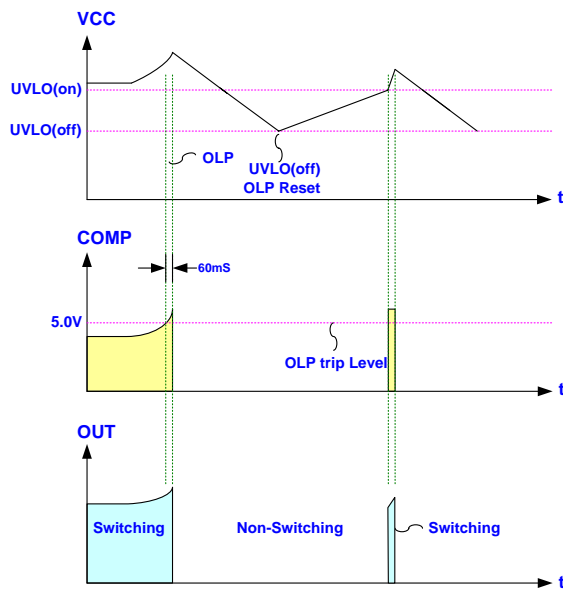 VCC
UVLO(on)
UVLO(off)
OLP
UVLO(off)
OLP Reset
t
COMP
60mS
5.0V
OLP trip Level
t
OUT
Switching
Non-Switching
Switching
t